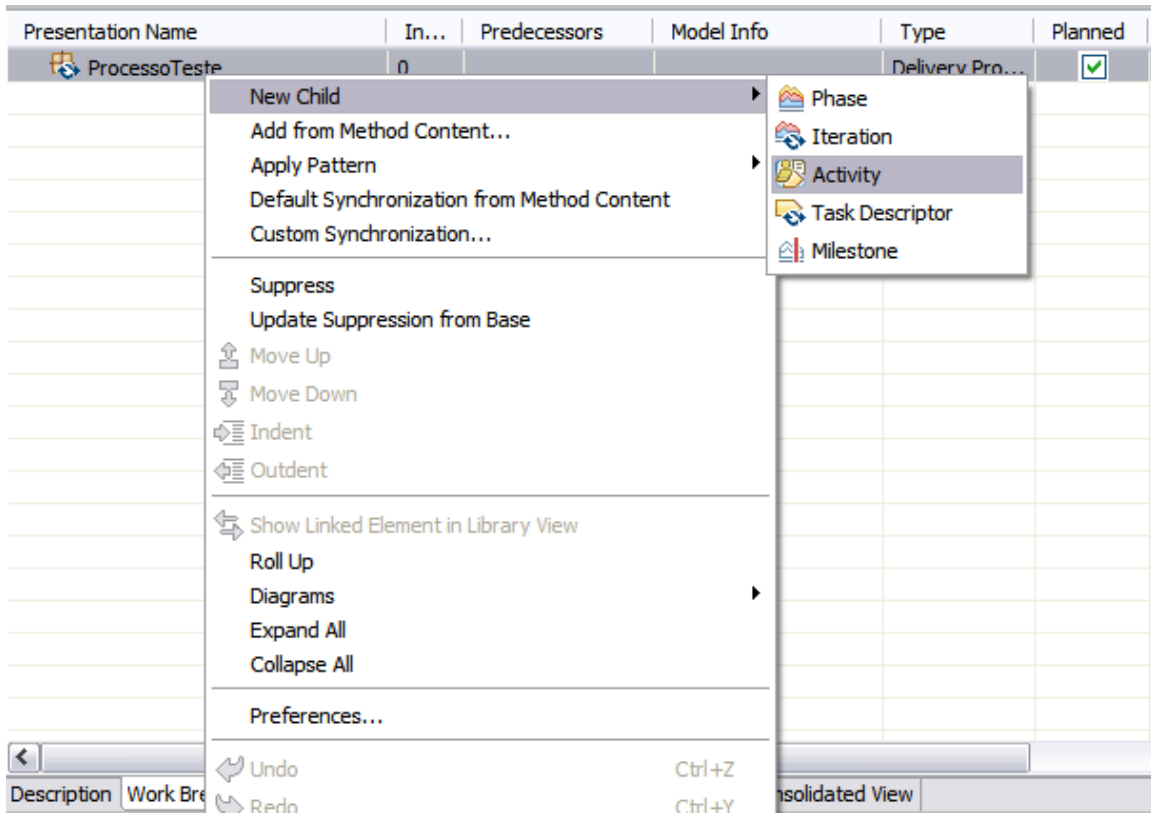 Presentation Name In... Predecessors Model Info Type Planned
ProcessoTeste 0 Delivery Pro...
New Child
Add from Method Content...
Apply Pattern
Default Synchronization from Method Content
Custom Synchronization...
Suppress
Update Suppression from Base
Move Up
Move Down
Indent
Outdent
Show Linked Element in Library View
Roll Up
Diagrams
Expand All
Collapse All
Preferences...
Undo Ctrl+Z
Redo Ctrl+Y
Phase
Iteration
Activity
Task Descriptor
Milestone
Description Work Bre nsolidated View